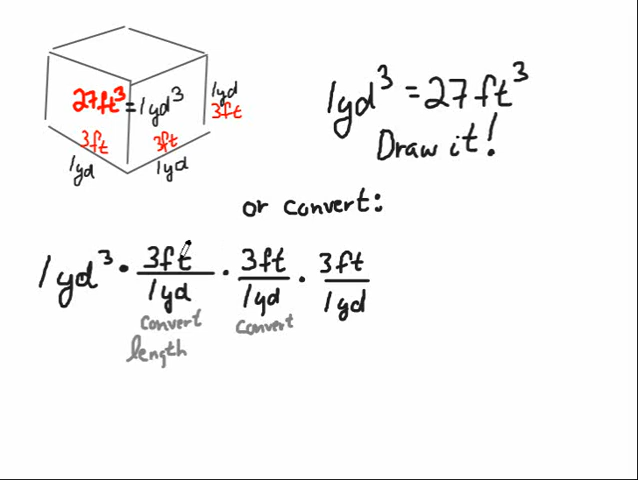 27ft³ = 1yd³
1yd
3ft
3ft
3ft
1yd
1yd
1yd³ = 27ft³
Draw it!
or convert:
1yd³ · 3ft/1yd · 3ft/1yd · 3ft/1yd
convert
length
convert